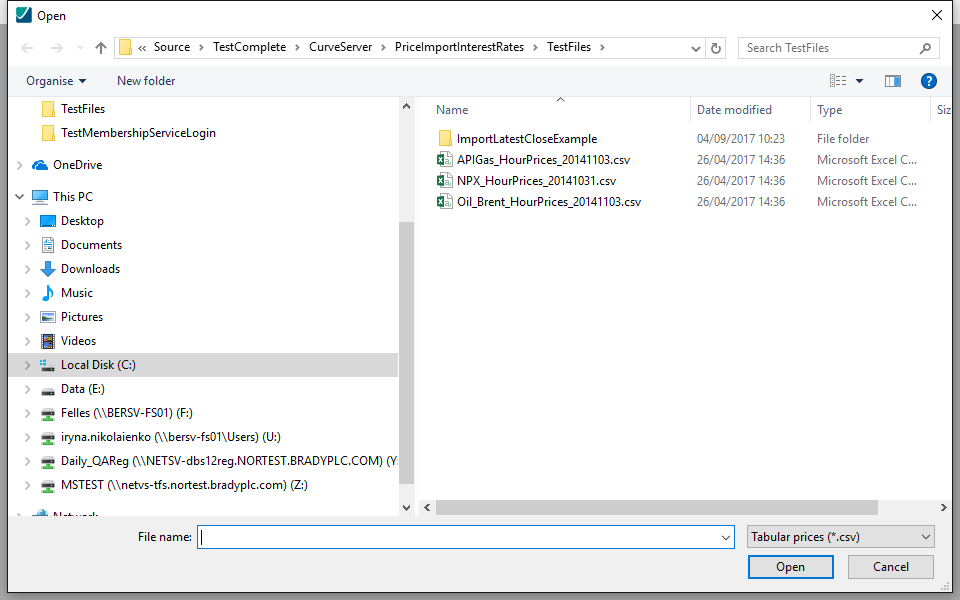 Open
« Source > TestComplete > CurveServer > PriceImportInterestRates > TestFiles >
Search TestFiles
Organise
New folder
TestFiles
TestMembershipServiceLogin
OneDrive
This PC
Desktop
Documents
Downloads
Music
Pictures
Videos
Local Disk (C:)
Data (E:)
Felles (\\BERSV-FS01) (F:)
iryna.nikolaienko (\\bersv-fs01\Users) (U:)
Daily_QAReg (\\NETSV-dbs12reg.NORTEST.BRADYPLC.COM) (Y:
MSTEST (\\netvs-tfs.nortest.bradyplc.com) (Z:)
Network
Name Date modified Type Siz
ImportLatestCloseExample 04/09/2017 10:23 File folder
APIGas_HourPrices_20141103.csv 26/04/2017 14:36 Microsoft Excel C...
NPX_HourPrices_20141031.csv 26/04/2017 14:36 Microsoft Excel C...
Oil_Brent_HourPrices_20141103.csv 26/04/2017 14:36 Microsoft Excel C...
File name:
Tabular prices (*.csv)
Open
Cancel